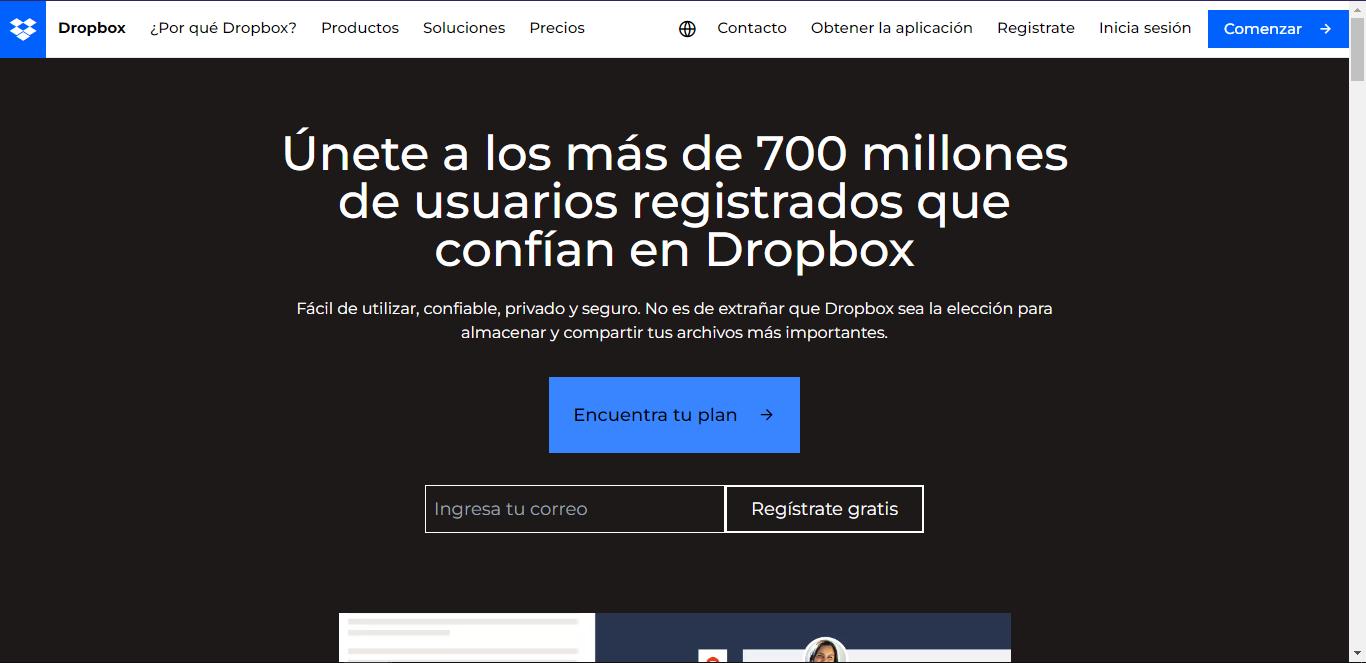 Dropbox ¿Por qué Dropbox? Productos Soluciones Precios Contacto Obtener la aplicación Registrate Inicia sesión Comenzar
Únete a los más de 700 millones
de usuarios registrados que
confían en Dropbox
Fácil de utilizar, confiable, privado y seguro. No es de extrañar que Dropbox sea la elección para
almacenar y compartir tus archivos más importantes.
Encuentra tu plan
Ingresa tu correo Regístrate gratis